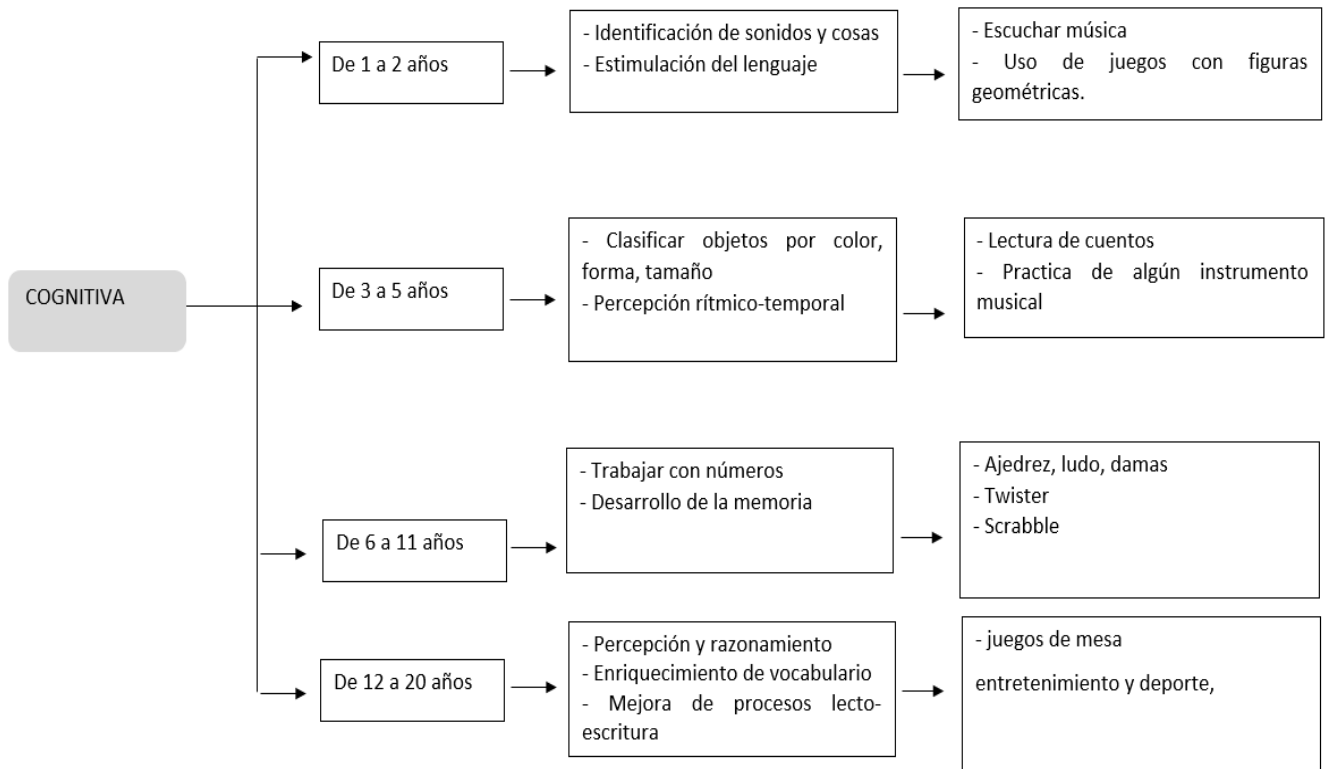 COGNITIVA
De 1 a 2 años
- Identificación de sonidos y cosas
- Estimulación del lenguaje
- Escuchar música
- Uso de juegos con figuras
geométricas.
De 3 a 5 años
- Clasificar objetos por color,
forma, tamaño
- Percepción rítmico-temporal
- Lectura de cuentos
- Practica de algún instrumento
musical
De 6 a 11 años
- Trabajar con números
- Desarrollo de la memoria
- Ajedrez, ludo, damas
- Twister
- Scrabble
De 12 a 20 años
- Percepción y razonamiento
- Enriquecimiento de vocabulario
- Mejora de procesos lecto-
escritura
- juegos de mesa
entretenimiento y deporte,